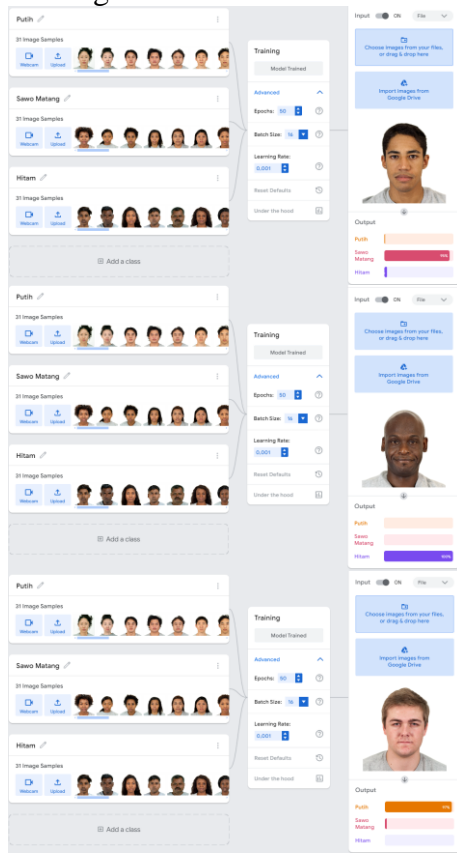 Putih
31 Image Samples
Webcam Upload
Sawo Matang
31 Image Samples
Webcam Upload
Hitam
31 Image Samples
Webcam Upload
Add a class
Training
Model Trained
Advanced
Epochs: 50
Batch Size: 16
Learning Rate:
0.001
Reset Defaults
Under the hood
Input ON File
Choose images from your files,
or drag & drop here
Import images from
Google Drive
Output
Putih
Sawo
Matang
Hitam
Putih
31 Image Samples
Webcam Upload
Sawo Matang
31 Image Samples
Webcam Upload
Hitam
31 Image Samples
Webcam Upload
Add a class
Training
Model Trained
Advanced
Epochs: 50
Batch Size: 16
Learning Rate:
0.001
Reset Defaults
Under the hood
Input ON File
Choose images from your files,
or drag & drop here
Import images from
Google Drive
Output
Putih
Sawo
Matang
Hitam 100%
Putih
31 Image Samples
Webcam Upload
Sawo Matang
31 Image Samples
Webcam Upload
Hitam
31 Image Samples
Webcam Upload
Add a class
Training
Model Trained
Advanced
Epochs: 50
Batch Size: 16
Learning Rate:
0.001
Reset Defaults
Under the hood
Input ON File
Choose images from your files,
or drag & drop here
Import images from
Google Drive
Output
Putih
Sawo
Matang
Hitam